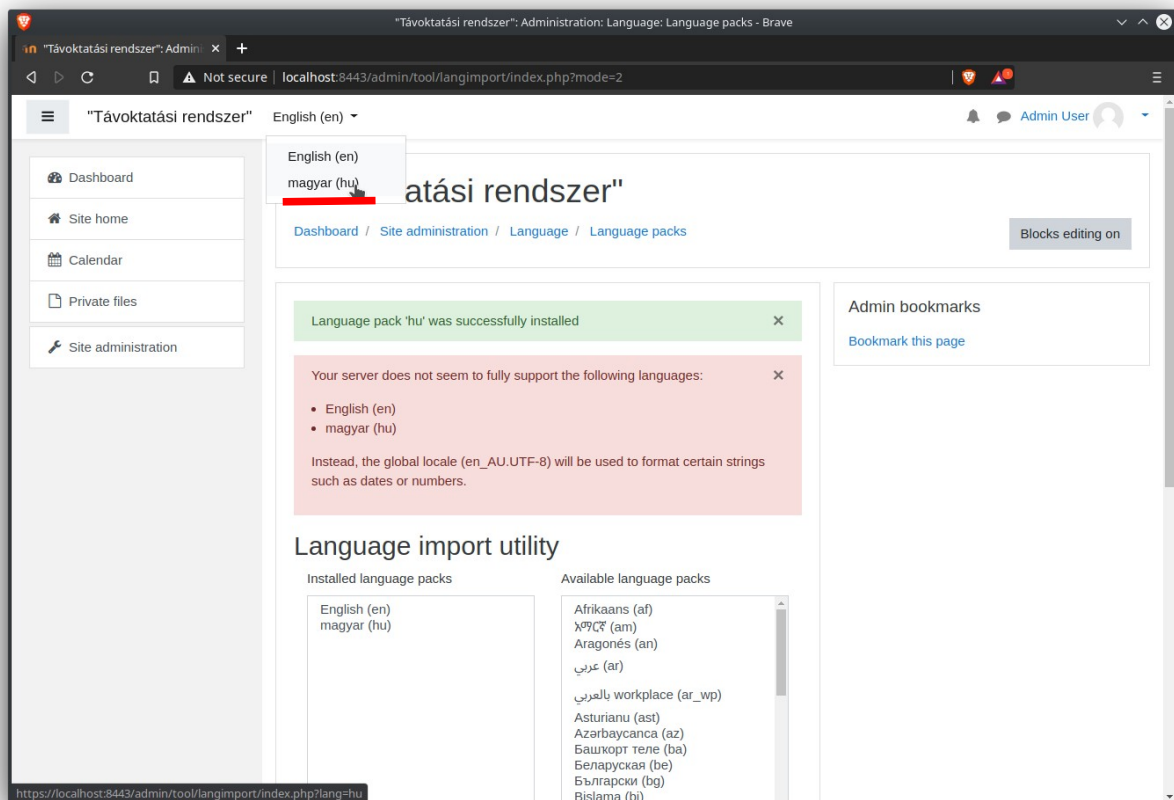 "Távoktatási rendszer": Administration: Language: Language packs - Brave
"Távoktatási rendszer": Admin
Not secure | localhost:8443/admin/tool/langimport/index.php?mode=2
"Távoktatási rendszer" English (en)
Admin User
English (en)
magyar (hu)
Dashboard
Site home
Calendar
Private files
Site administration
atási rendszer"
Dashboard / Site administration / Language / Language packs
Blocks editing on
Language pack 'hu' was successfully installed
Your server does not seem to fully support the following languages:
• English (en)
• magyar (hu)
Instead, the global locale (en_AU.UTF-8) will be used to format certain strings
such as dates or numbers.
Admin bookmarks
Bookmark this page
Language import utility
Installed language packs
English (en)
magyar (hu)
Available language packs
Afrikaans (af)
አማርኛ (am)
Aragonés (an)
عربي (ar)
بالعربي workplace (ar_wp)
Asturianu (ast)
Azərbaycanca (az)
Башҡорт теле (ba)
Беларуская (be)
Български (bg)
Bislama (bi)
https://localhost:8443/admin/tool/langimport/index.php?lang=hu